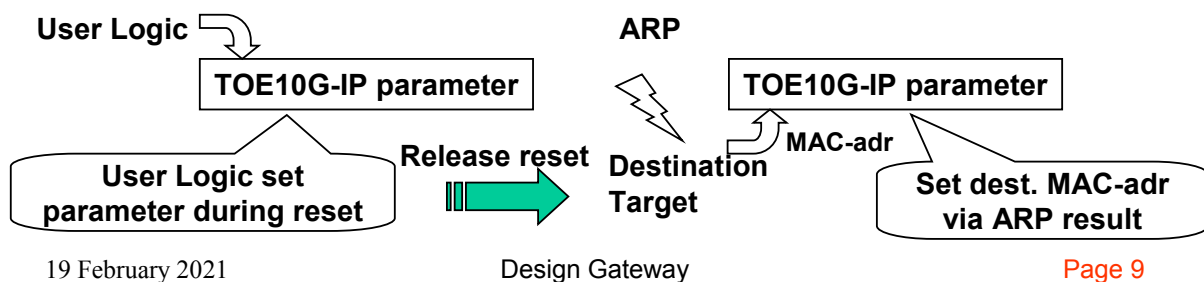 User Logic
TOE10G-IP parameter
User Logic set
parameter during reset
Release reset
ARP
Destination
Target
MAC-adr
TOE10G-IP parameter
Set dest. MAC-adr
via ARP result
19 February 2021
Design Gateway
Page 9